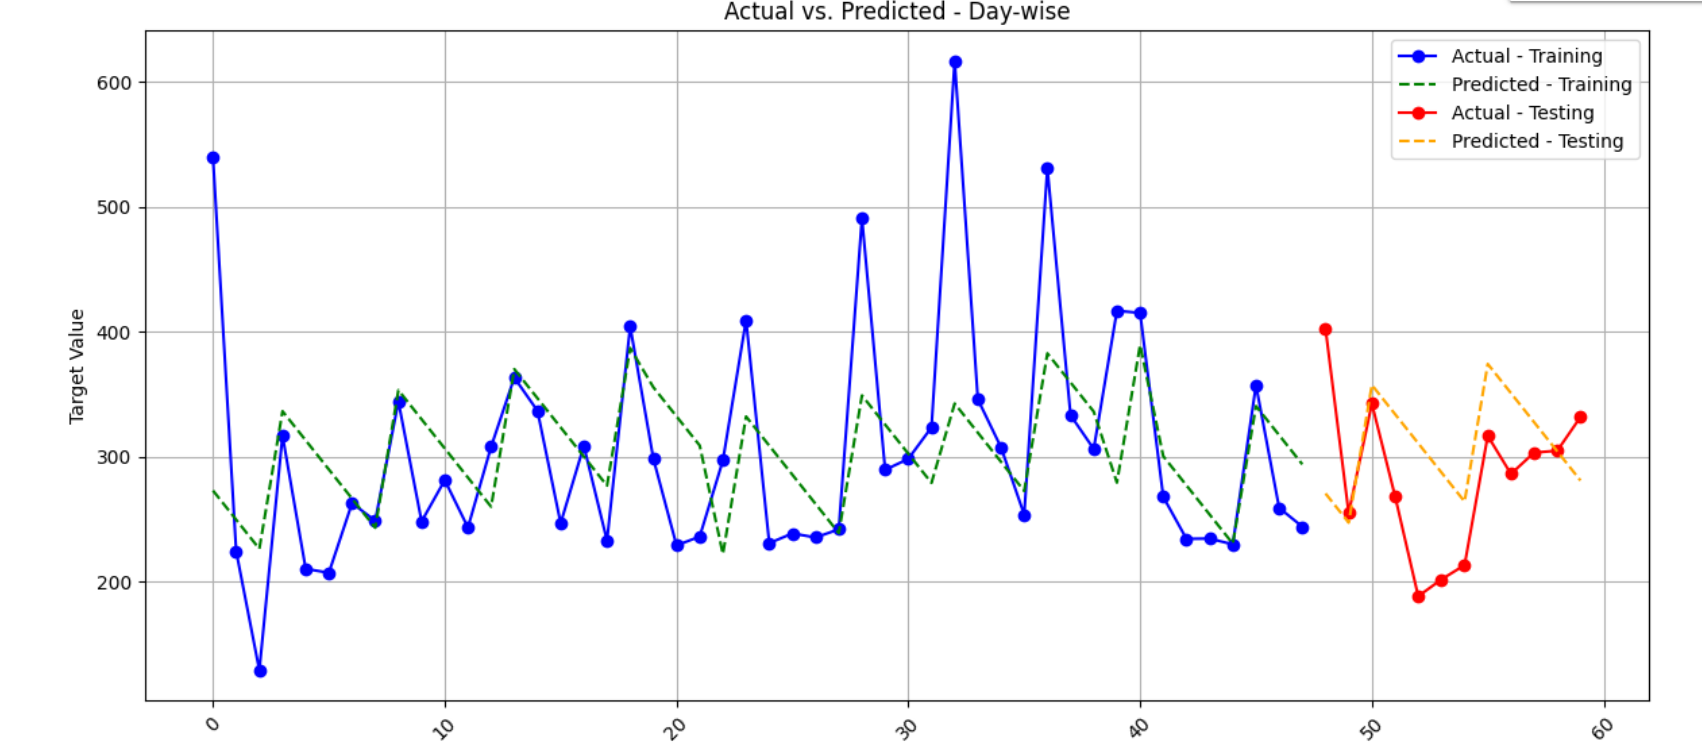 Actual vs. Predicted - Day-wise
Actual - Training
Predicted - Training
Actual - Testing
Predicted - Testing
Target Value
600
500
400
300
200
0
10
20
30
40
50
60